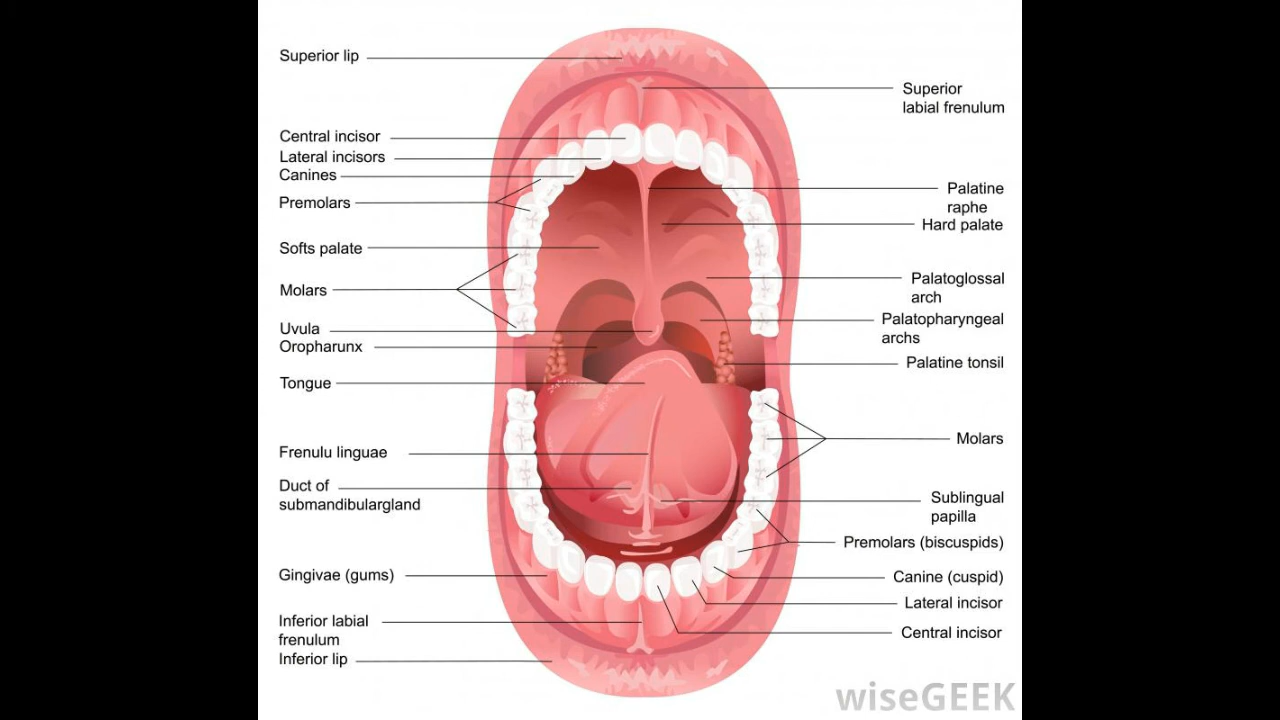 Superior lip
Central incisor
Lateral incisors
Canines
Premolars
Softs palate
Molars
Uvula
Oropharunx
Tongue
Frenulu linguae
Duct of
submandibulargland
Gingivae (gums)
Inferior labial
frenulum
Inferior lip
Superior
labial frenulum
Palatine
raphe
Hard palate
Palatoglossal
arch
Palatopharyngeal
archs
Palatine tonsil
Molars
Sublingual
papilla
Premolars (biscuspids)
Canine (cuspid)
Lateral incisor
Central incisor
wiseGEEK